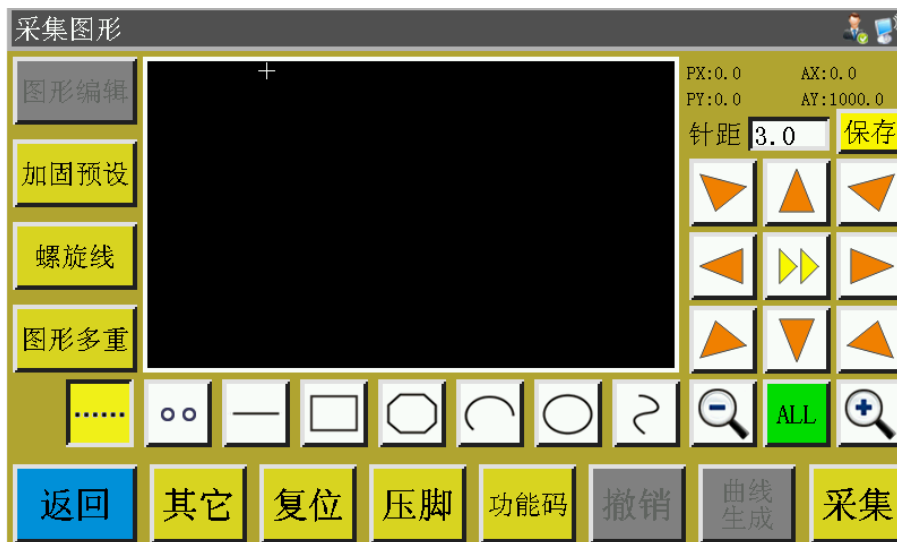 采集图形
图形编辑
PX:0.0 AX:0.0
PY:0.0 AY:1000.0
针距 3.0 保存
加固预设
螺旋线
图形多重
ALL
返回 其它 复位 压脚 功能码 撤销 曲线
生成 采集